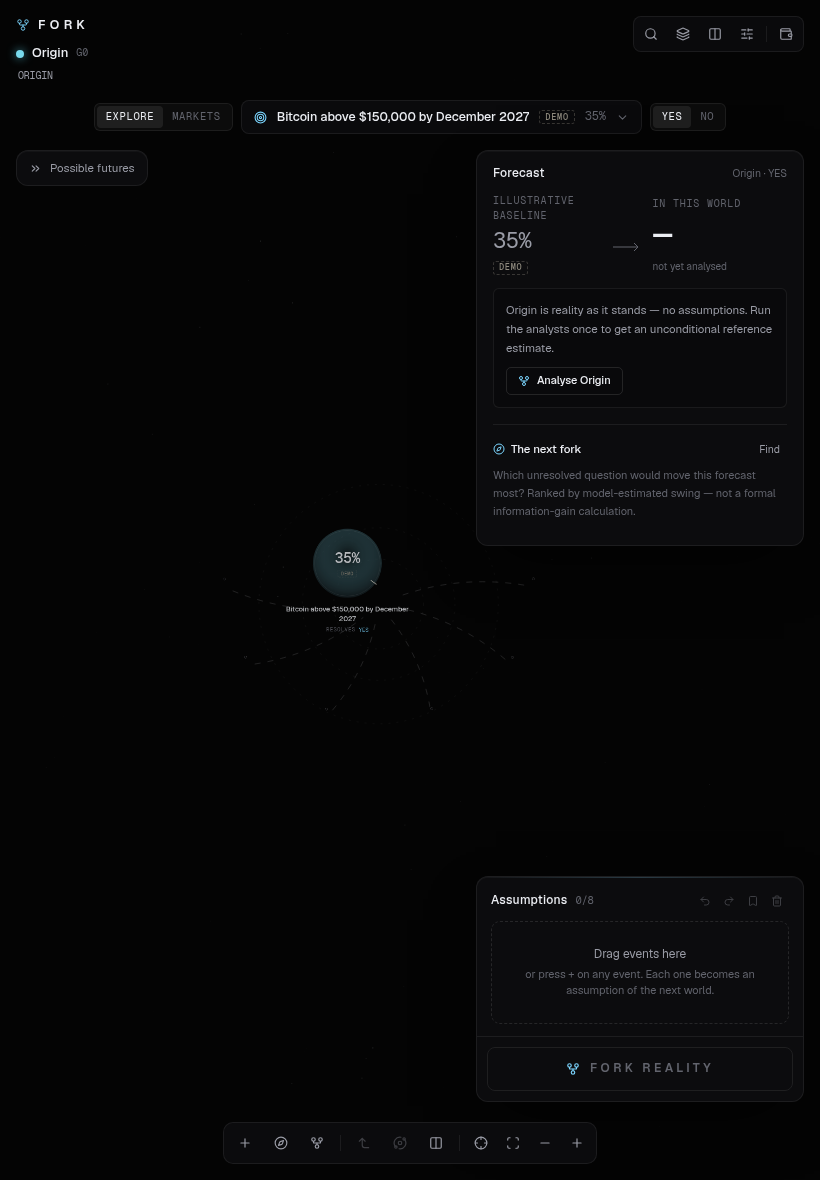 FORK
Origin G0
ORIGIN
EXPLORE MARKETS
Bitcoin above $150,000 by December 2027 DEMO 35%
YES NO
Possible futures
Forecast Origin · YES
ILLUSTRATIVE BASELINE
IN THIS WORLD
35%
—
DEMO
not yet analysed
Origin is reality as it stands — no assumptions. Run
the analysts once to get an unconditional reference
estimate.
Analyse Origin
The next fork Find
Which unresolved question would move this forecast
most? Ranked by model-estimated swing — not a formal
information-gain calculation.
35%
DEMO
Bitcoin above $150,000 by December
2027
RESOLVES YES
Assumptions 0/8
Drag events here
or press + on any event. Each one becomes an
assumption of the next world.
FORK REALITY